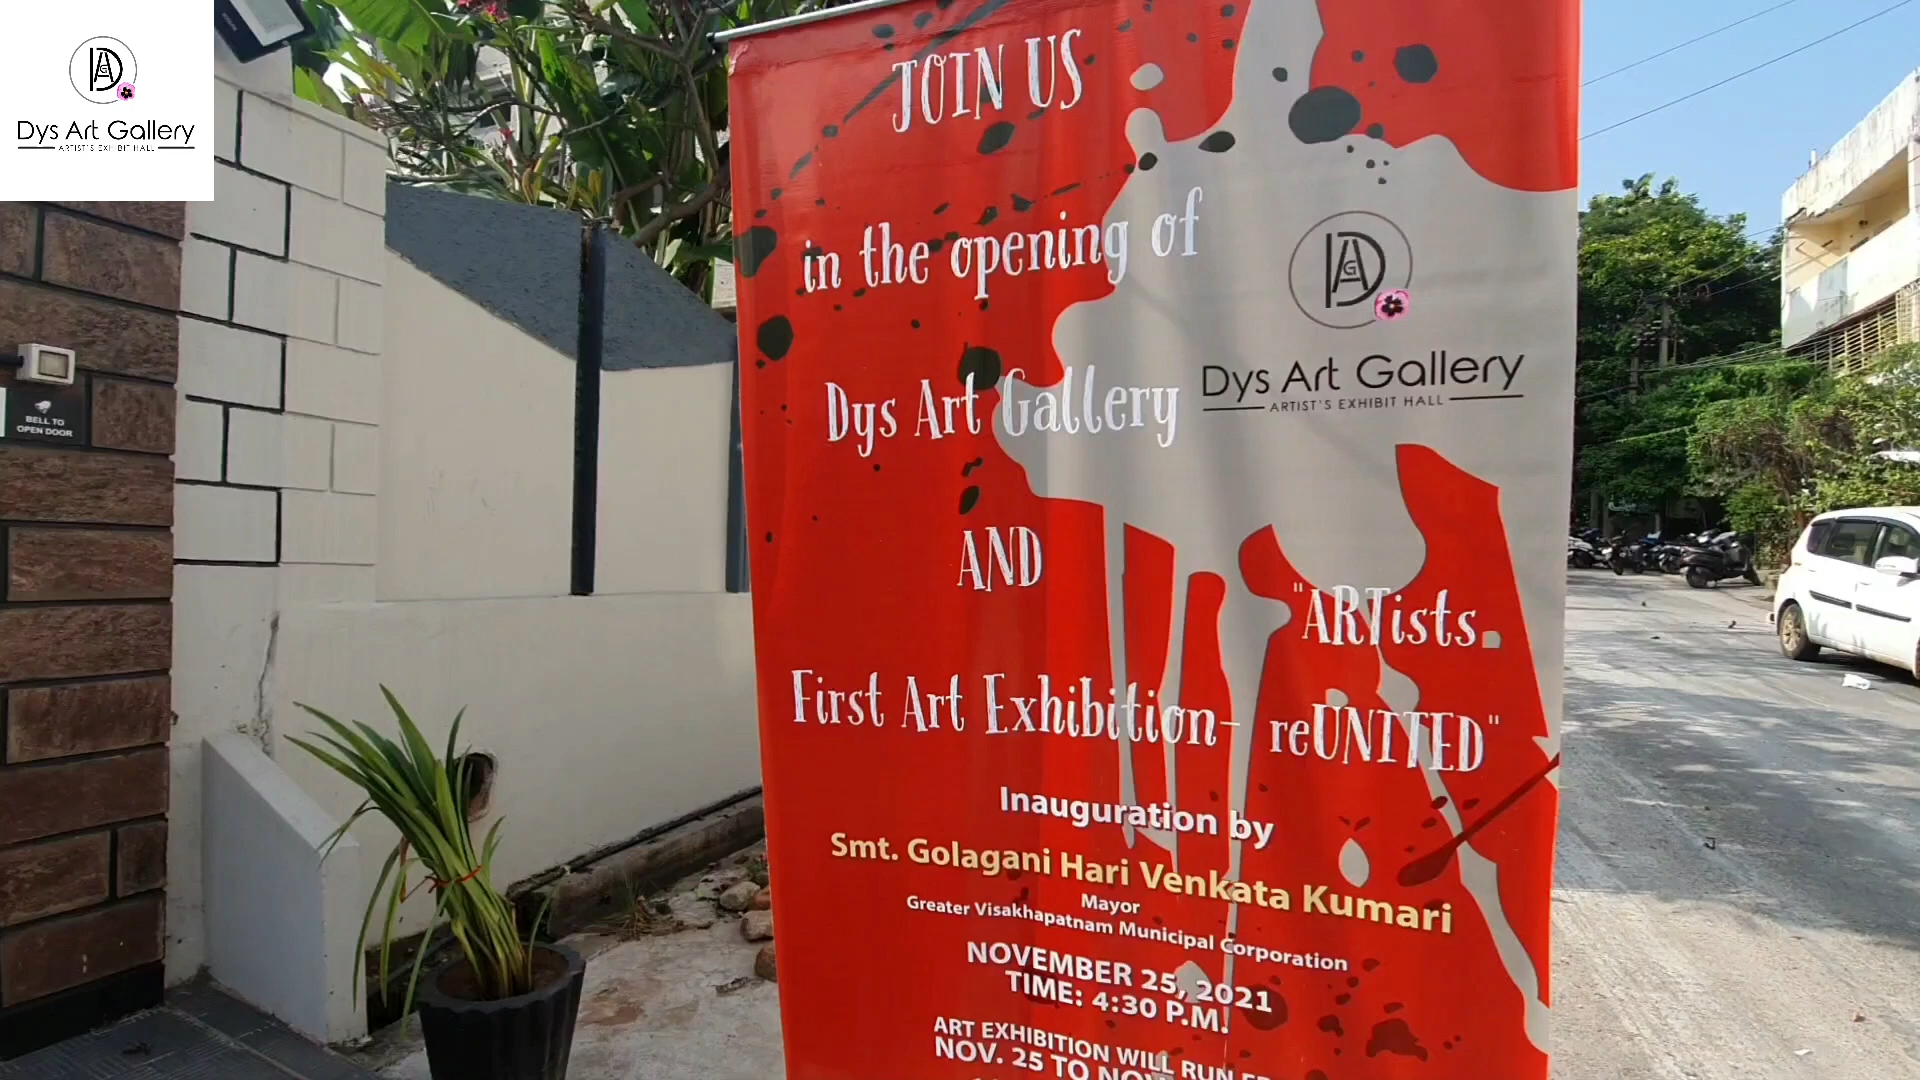 DAG
Dys Art Gallery
ARTIST'S EXHIBIT HALL
BELL TO
OPEN DOOR
JOIN US
in the opening of
Dys Art Gallery
DAG
Dys Art Gallery
ARTIST'S EXHIBIT HALL
AND
"ARTists.
First Art Exhibition- reUNITED"
Inauguration by
Smt. Golagani Hari Venkata Kumari
Mayor
Greater Visakhapatnam Municipal Corporation
NOVEMBER 25, 2021
TIME: 4:30 P.M.
ART EXHIBITION WILL RUN
NOV. 25 TO